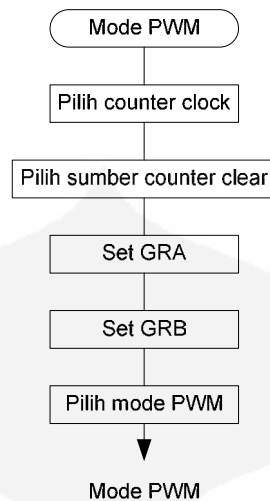 Mode PWM
Pilih counter clock
Pilih sumber counter clear
Set GRA
Set GRB
Pilih mode PWM
Mode PWM